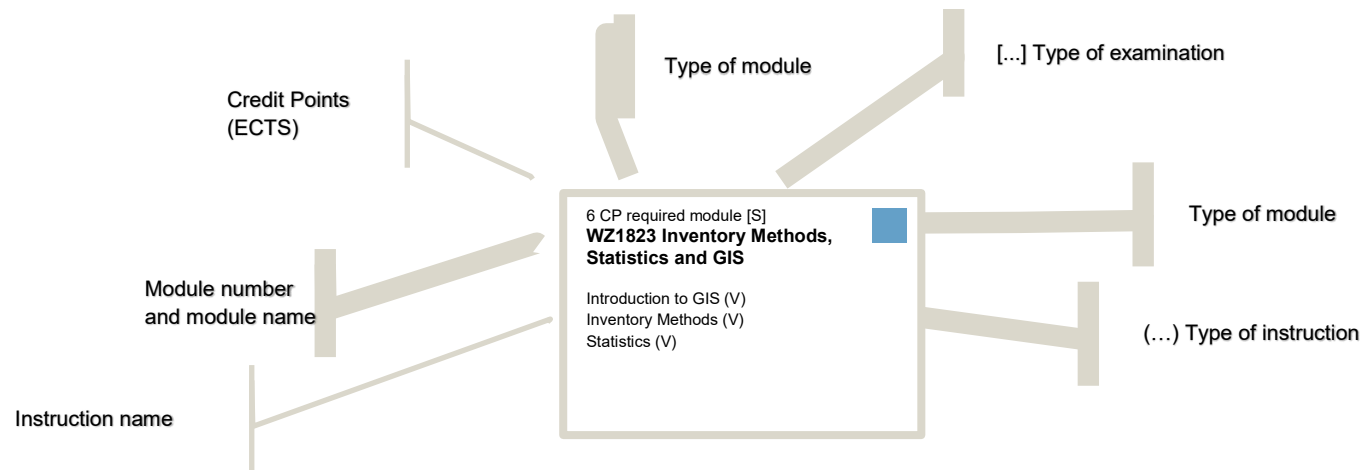 [...] Type of examination
Type of module
Credit Points
(ECTS)
6 CP required module [S]
WZ1823 Inventory Methods,
Statistics and GIS
Type of module
Module number
and module name
Introduction to GIS (V)
Inventory Methods (V)
Statistics (V)
(…) Type of instruction
Instruction name